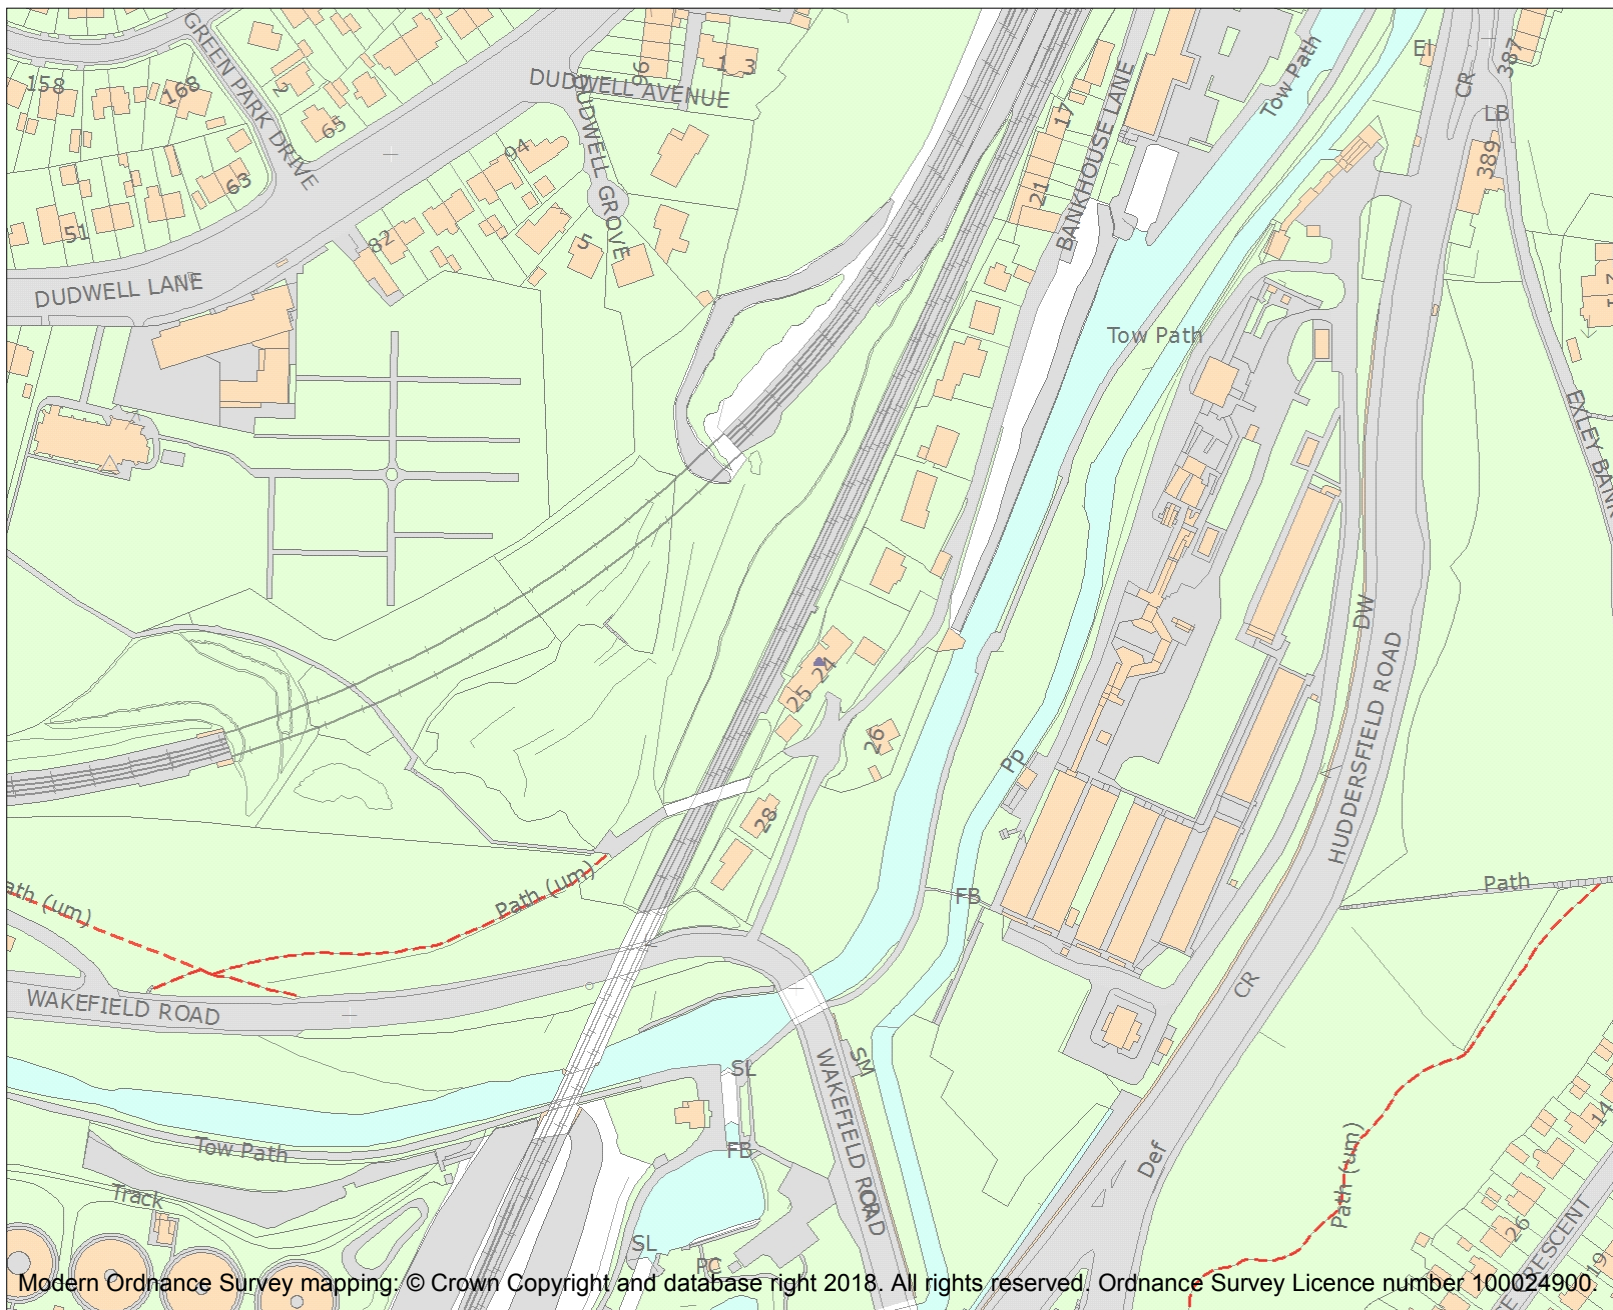 GREEN PARK DRIVE
158
168
2
65
63
51
DUDWELL AVENUE
96
1
3
DUDWELL GROVE
94
82
5
DUDWELL LANE
17
21
BANKHOUSE LANE
Tow Path
El
CR
387
LB
389
Tow Path
EXLEY BANK
DW
HUDDERSFIELD ROAD
24
25
26
28
Pp
FB
Path
Path (um)
ath (um)
WAKEFIELD ROAD
CR
SM
SL
WAKEFIELD ROAD
CR
FB
Tow Path
Track
SL
PC
Def
Path (um)
14
26
19
E CRESCENT
Modern Ordnance Survey mapping: © Crown Copyright and database right 2018. All rights reserved. Ordnance Survey Licence number 100024900.